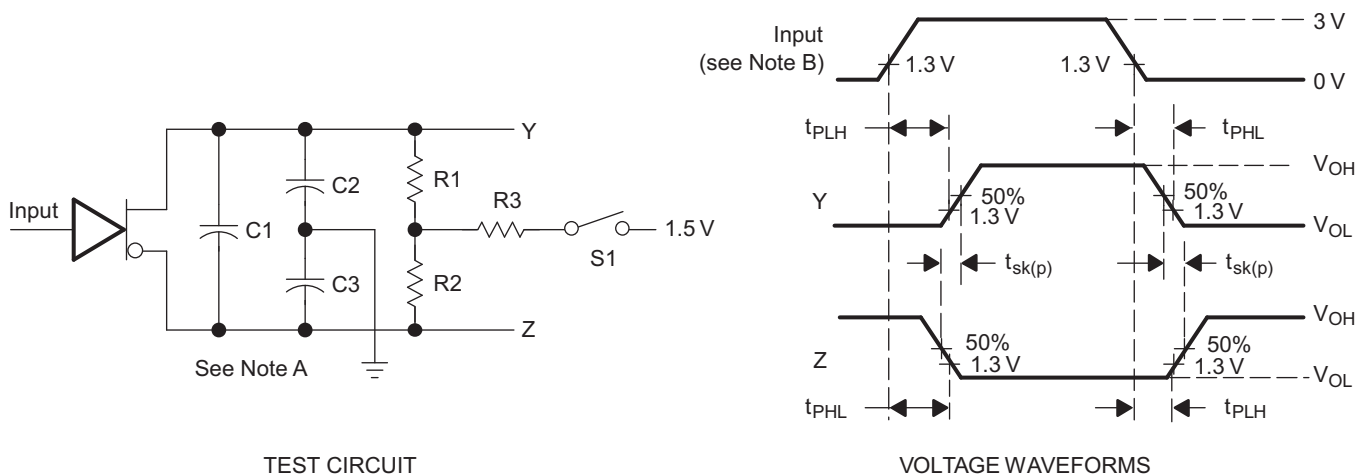 Input
Y
C2
R1
R3
C1
S1
1.5 V
C3
R2
Z
See Note A
TEST CIRCUIT
Input
(see Note B)
3 V
1.3 V
1.3 V
0 V
tPLH
tPHL
VOH
Y
50%
1.3 V
50%
1.3 V
VOL
tsk(p)
tsk(p)
VOH
Z
50%
1.3 V
50%
1.3 V
VOL
tPHL
tPLH
VOLTAGE WAVEFORMS